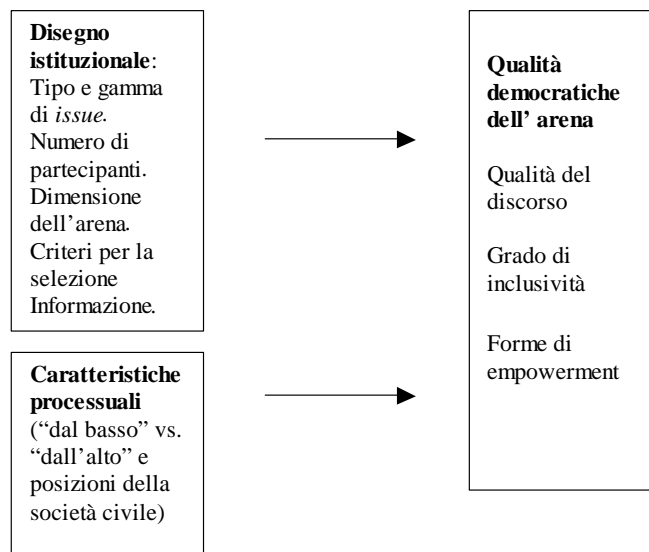 Disegno
istituzionale:
Tipo e gamma
di issue.
Numero di
partecipanti.
Dimensione
dell'arena.
Criteri per la
selezione
Informazione.
Caratteristiche
processuali
(“dal basso” vs.
“dall’alto” e
posizioni della
società civile)
Qualità
democratiche
dell’ arena
Qualità del
discorso
Grado di
inclusività
Forme di
empowerment